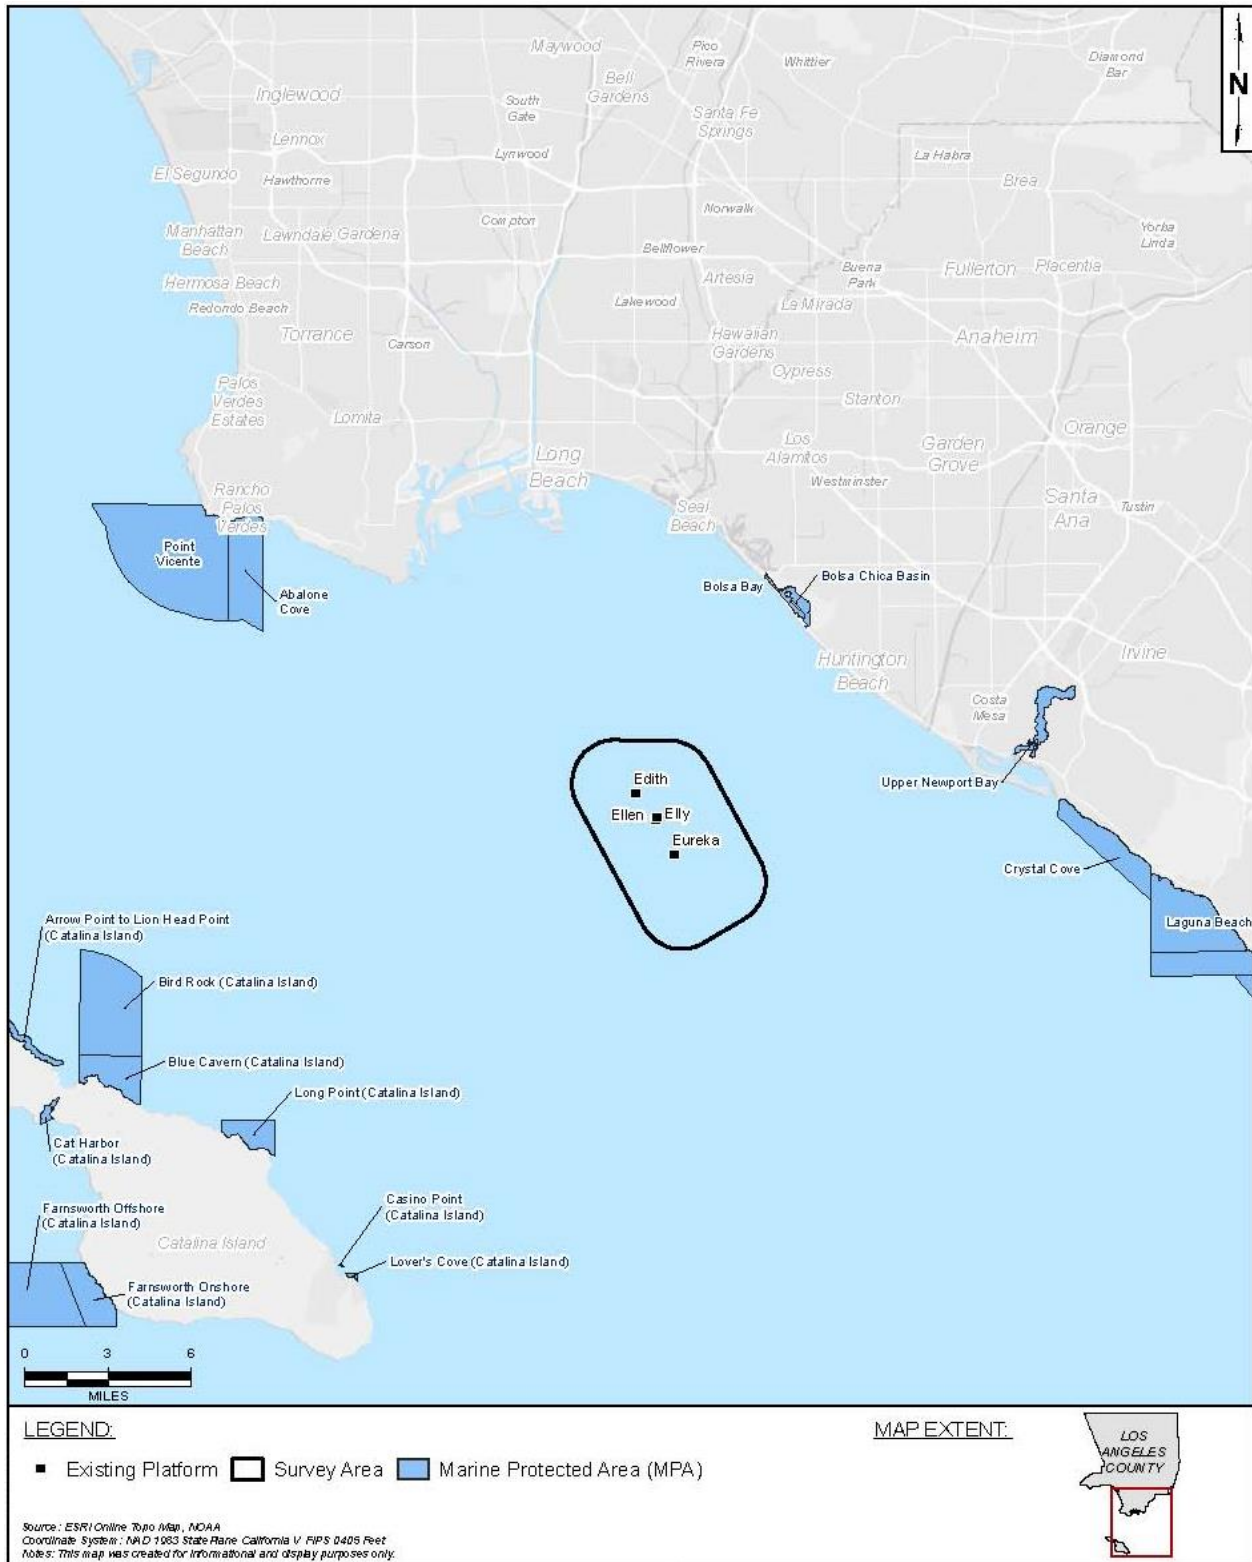 Maywood
Pico
Rivera
Whittier
Diamond
Bar
N
Inglewood
Bell
Gardens
South
Gate
Santa Fe
Springs
Lennox
Lynwood
La Habra
El Segundo
Hawthorne
Brea
Manhattan
Beach
Lawndale
Gardena
Compton
Norwalk
Yorba
Linda
Bellflower
Artesia
Buena
Park
Fullerton
Placentia
Hermosa Beach
Redondo Beach
Lakewood
La Mirada
Torrance
Carson
Hawaiian
Gardens
Anaheim
Cypress
Palos
Verdes
Estates
Lomita
Stanton
Orange
Long
Beach
Los
Alamitos
Garden
Grove
Westminster
Rancho
Palos
Verdes
Seal
Beach
Santa
Ana
Tustin
Point
Vicente
Abalone
Cove
Bolsa Bay
Bolsa Chica Basin
Huntington
Beach
Irvine
Costa
Mesa
Upper Newport Bay
Edith
Ellen
Elly
Eureka
Crystal Cove
Laguna Beach
Arrow Point to Lion Head Point
(Catalina Island)
Bird Rock (Catalina Island)
Blue Cavern (Catalina Island)
Long Point (Catalina Island)
Cat Harbor
(Catalina Island)
Casino Point
(Catalina Island)
Farnsworth Offshore
(Catalina Island)
Catalina Island
Lover's Cove (Catalina Island)
Farnsworth Onshore
(Catalina Island)
0 3 6
MILES
LEGEND:
Existing Platform
Survey Area
Marine Protected Area (MPA)
MAP EXTENT:
LOS
ANGELES
COUNTY
Source: ESRI Online Topo Map, NOAA
Coordinate System: NAD 1983 StatePlane California V FIPS 0405 Feet
Notes: This map was created for informational and display purposes only.